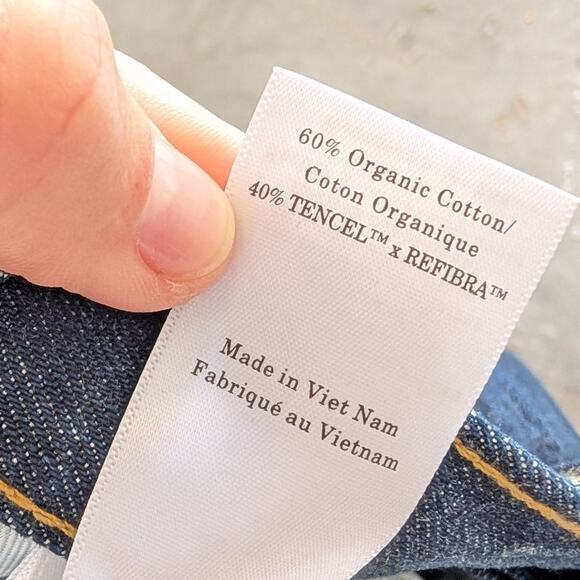 60% Organic Cotton/
Coton Organique
40% TENCEL™ x REFIBRA™
Made in Viet Nam
Fabriqué au Vietnam